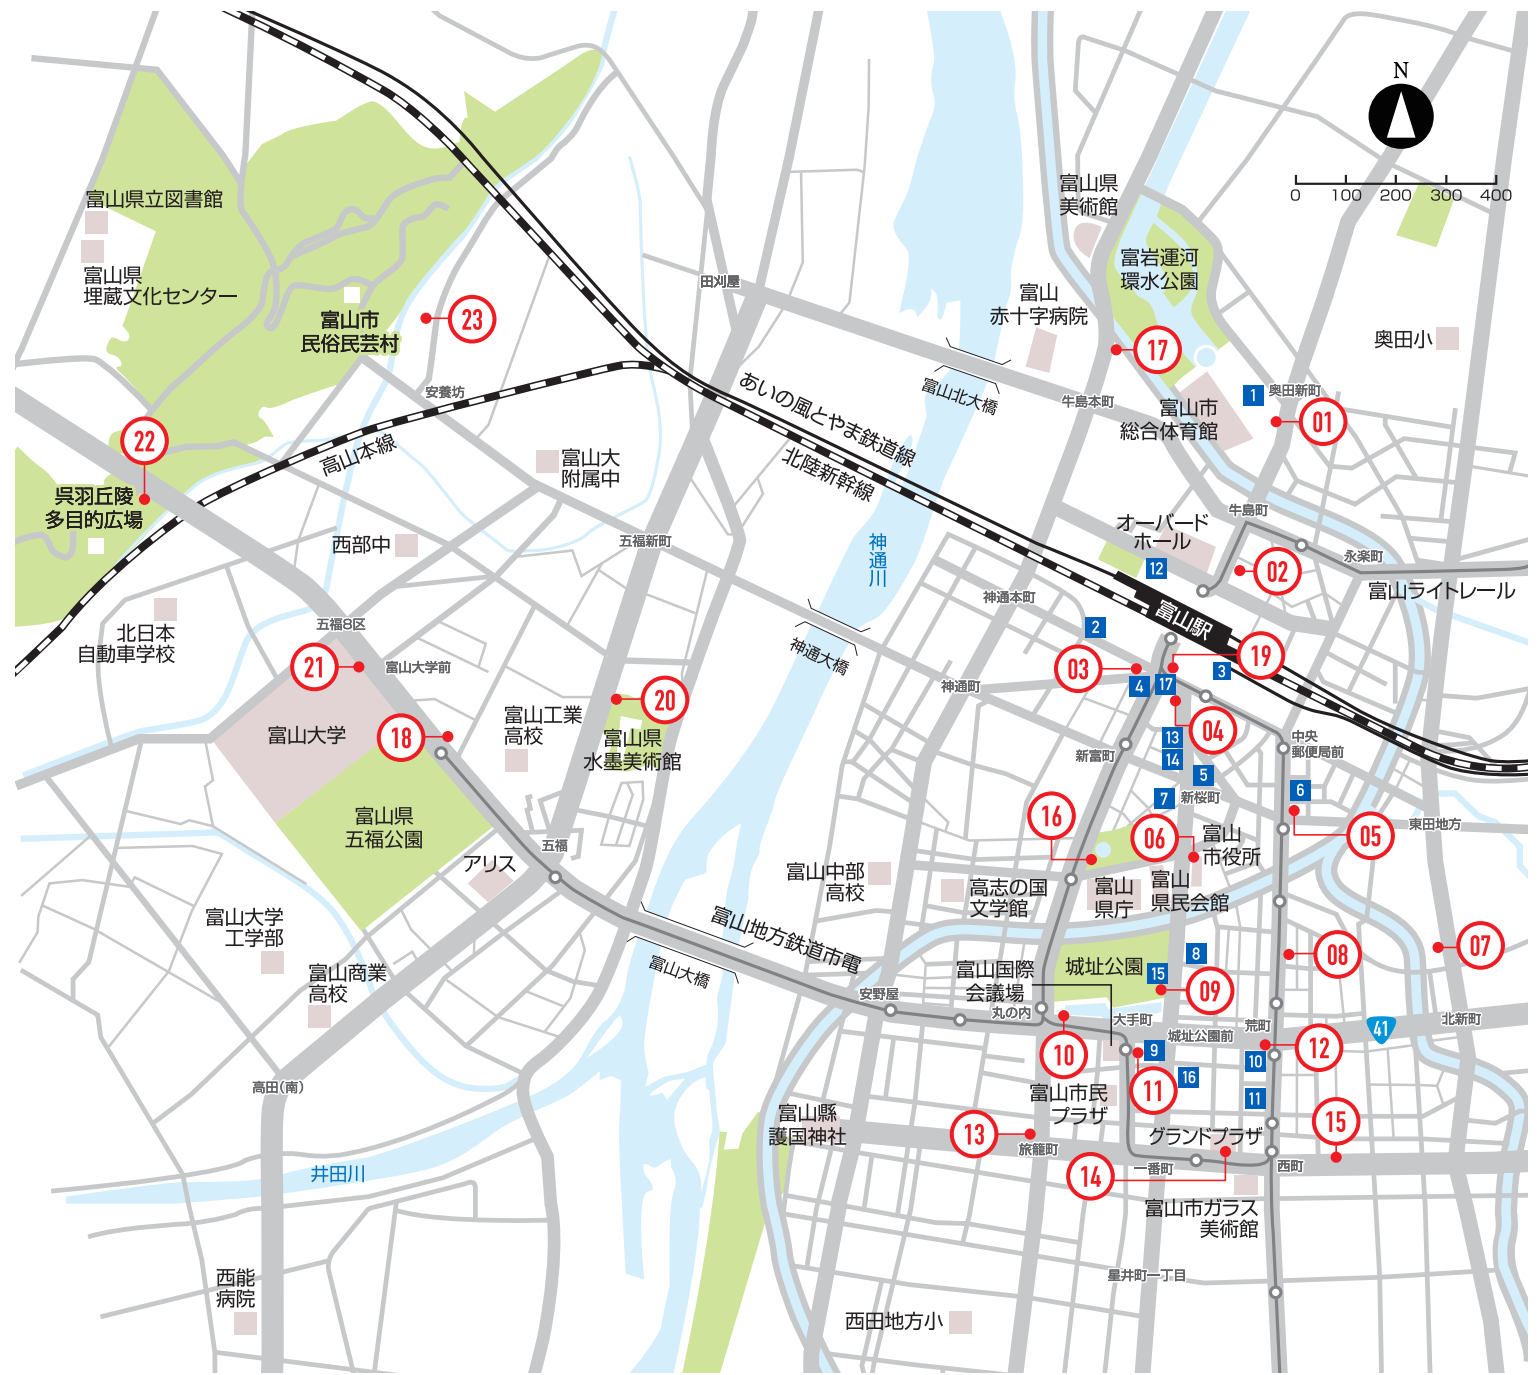 N
0 100 200 300 400
富山県立図書館
富山県
埋蔵文化センター
富山市
民俗民芸村
23
安養坊
22
高山本線
呉羽丘陵
多目的広場
富山大
附属中
西部中
北日本
自動車学校
五福8区
富山大学前
21
富山大学
18
富山県
五福公園
富山工業
高校
20
富山県
水墨美術館
五福
アリス
富山大学
工学部
富山商業
高校
高田(南)
井田川
西能
病院
田刈屋
あいの風とやま鉄道線
北陸新幹線
五福新町
神通川
神通大橋
富山北大橋
富山県
美術館
富岩運河
環水公園
富山
赤十字病院
17
牛島本町
富山市
総合体育館
1
奥田新町
01
奥田小
牛島町
オーバード
ホール
12
02
永楽町
富山ライトレール
神通本町
富山駅
2
03
4
17
19
3
04
神通町
新富町
13
14
5
7
新桜町
中央
郵便局前
6
05
東田地方
16
06
富山
市役所
富山中部
高校
高志の国
文学館
富山
県庁
富山
県民会館
富山地方鉄道市電
富山大橋
安野屋
富山国際
会議場
丸の内
城址公園
15
8
09
08
07
大手町
城址公園前
荒町
41
北新町
10
9
11
16
10
12
11
富山市民
プラザ
富山縣
護国神社
13
旅籠町
グランドプラザ
15
14
一番町
西町
富山市ガラス
美術館
星井町一丁目
西田地方小